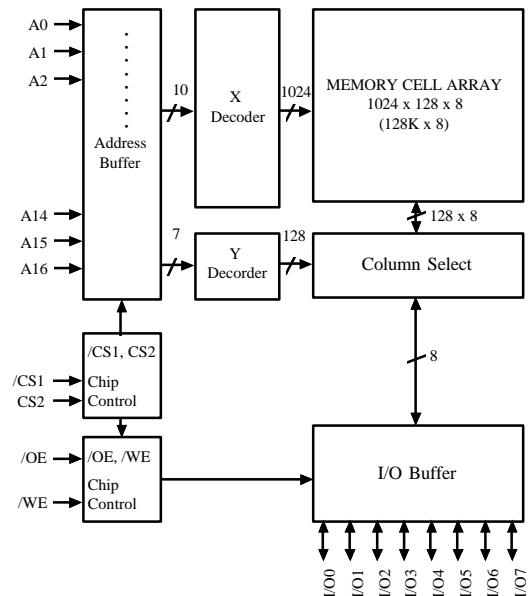 A0
A1
A2
A14
A15
A16
Address
Buffer
10
X
Decoder
1024
MEMORY CELL ARRAY
1024 x 128 x 8
(128K x 8)
7
Y
Decorder
128
128 x 8
Column Select
8
/CS1
CS2
/CS1, CS2
Chip
Control
/OE
/WE
/OE, /WE
Chip
Control
I/O Buffer
I/O0
I/O1
I/O2
I/O3
I/O4
I/O5
I/O6
I/O7